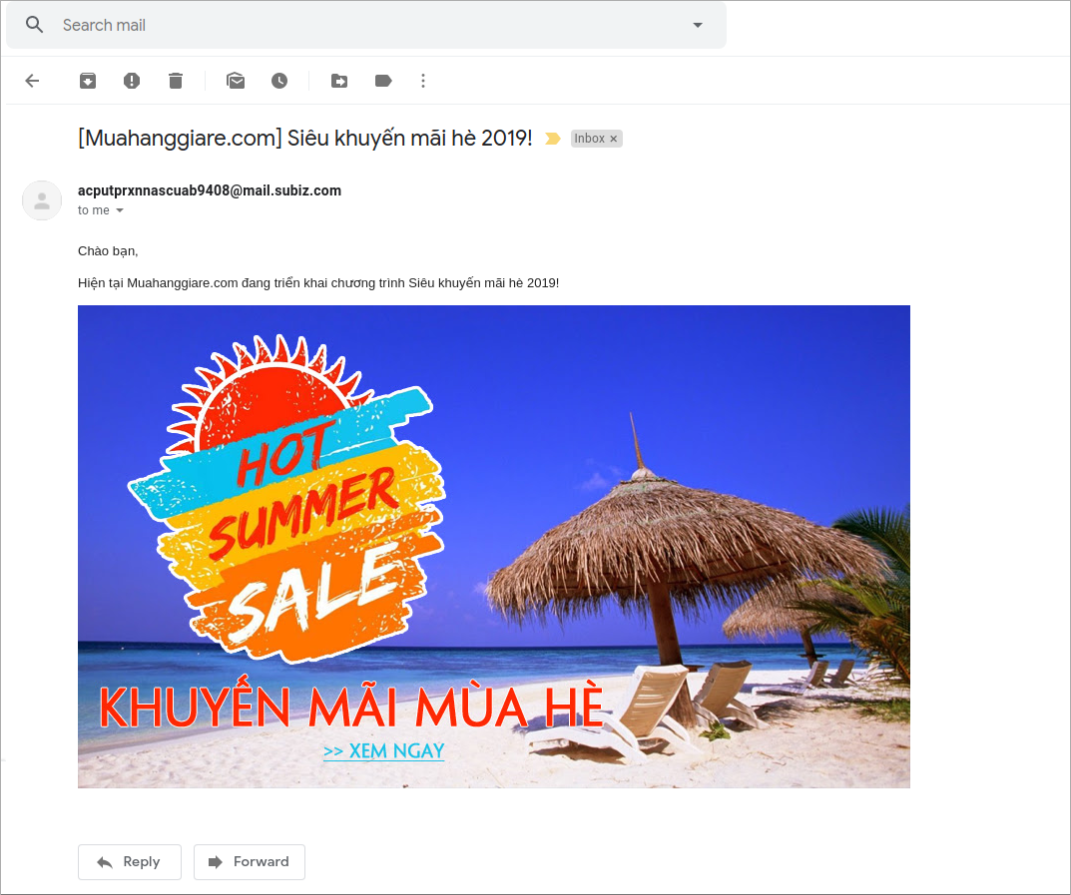 Search mail
[Muahanggiare.com] Siêu khuyến mãi hè 2019!
Inbox ×
acputprxnnascuab9408@mail.subiz.com
to me
Chào bạn,
Hiện tại Muahanggiare.com đang triển khai chương trình Siêu khuyến mãi hè 2019!
HOT
SUMMER
SALE
KHUYẾN MÃI MÙA HÈ
>> XEM NGAY
Reply
Forward